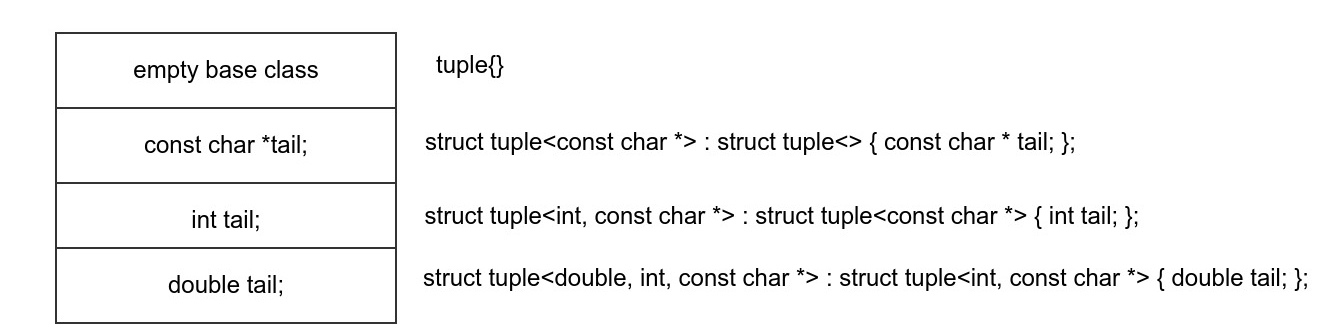 empty base class
tuple{}
const char *tail;
struct tuple<const char *> : struct tuple<> { const char * tail; };
int tail;
struct tuple<int, const char *> : struct tuple<const char *> { int tail; };
double tail;
struct tuple<double, int, const char *> : struct tuple<int, const char *> { double tail; };